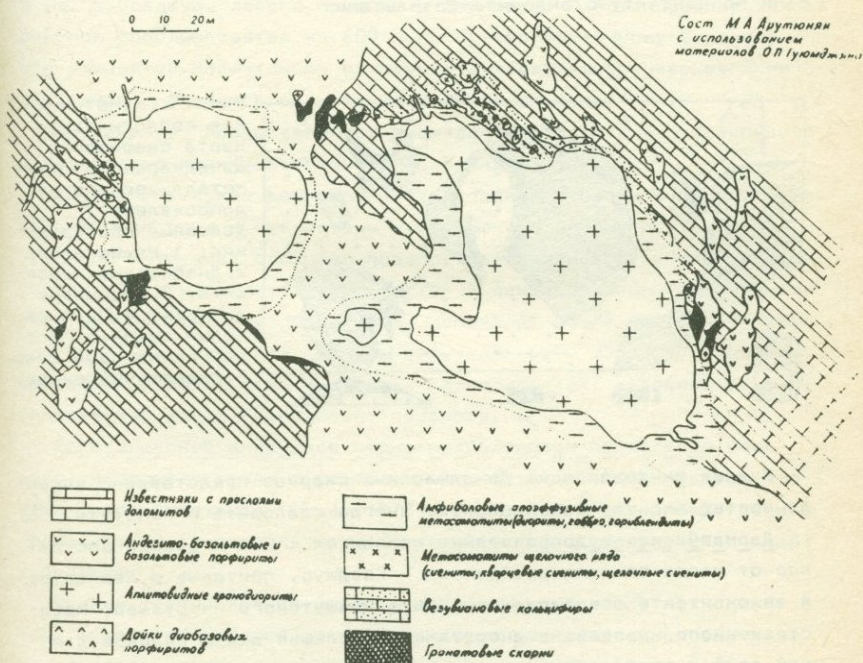 0 10 20 м
Сост М А Арутюнян
с использованием
материалов О П
Известняки с прослоями
доломитов
Андезито-базальтовые и
базальтовые порфириты
Аплитовидные гранодиориты
Дайки диабазовых
порфиритов
Амфиболовые апоэффузивные
метасоматиты (диориты, габбро, горнблендиты)
Метасоматиты щелочного ряда
(сиениты, кварцевые сиениты, щелочные сиениты)
Везувиановые кальцифиры
Гранатовые скарны